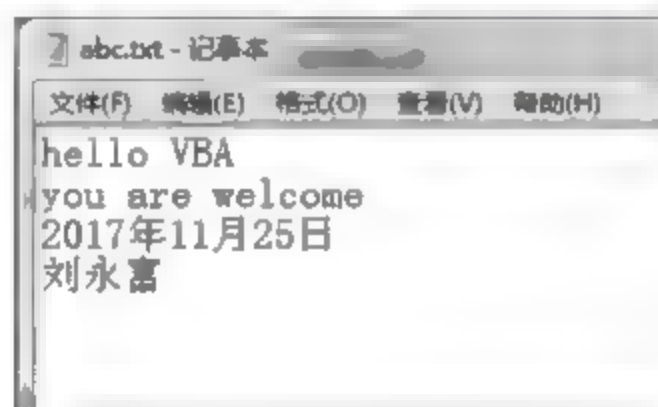 abc.txt - 记事本
文件(F) 编辑(E) 格式(O) 查看(V) 帮助(H)
hello VBA
you are welcome
2017年11月25日
刘永富